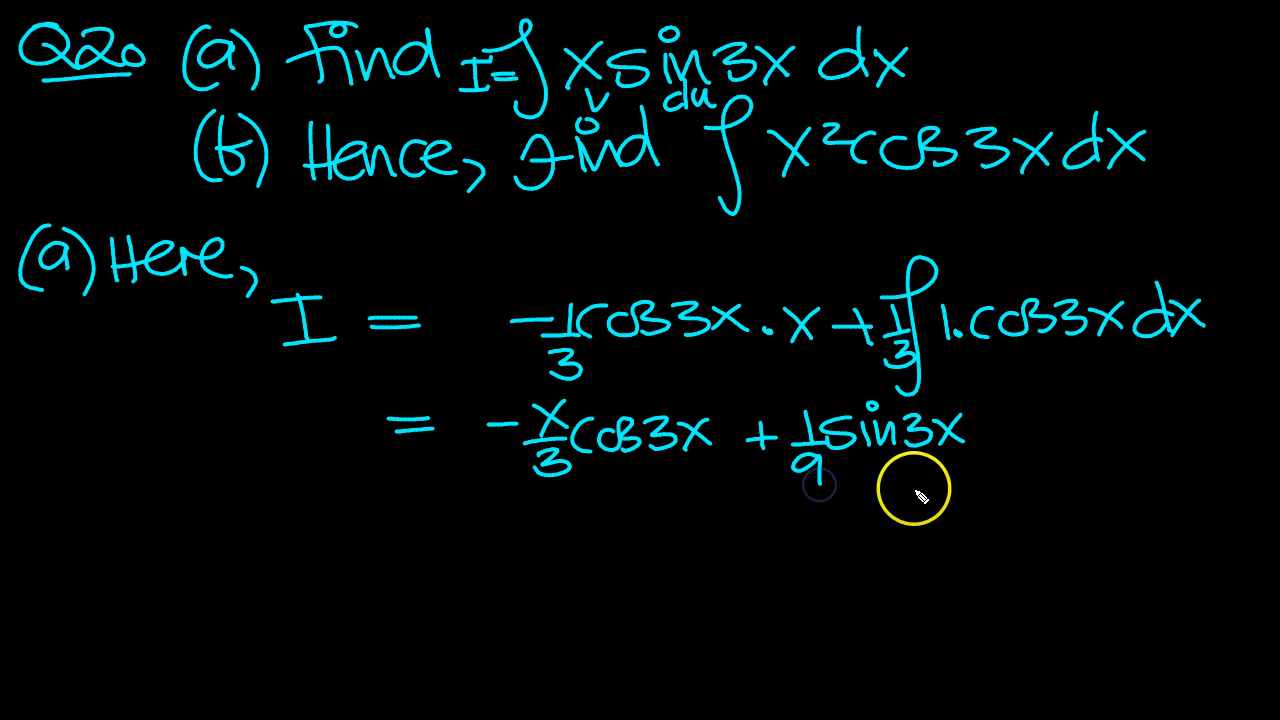 Q20 (a) Find I = ∫ x sin3x dx
v du
(b) Hence, find ∫ x²cos3x dx
(a) Here,
I = -1/3 cos3x . x + 1/3 ∫ 1. cos3x dx
= -x/3 cos3x + 1/9 sin3x